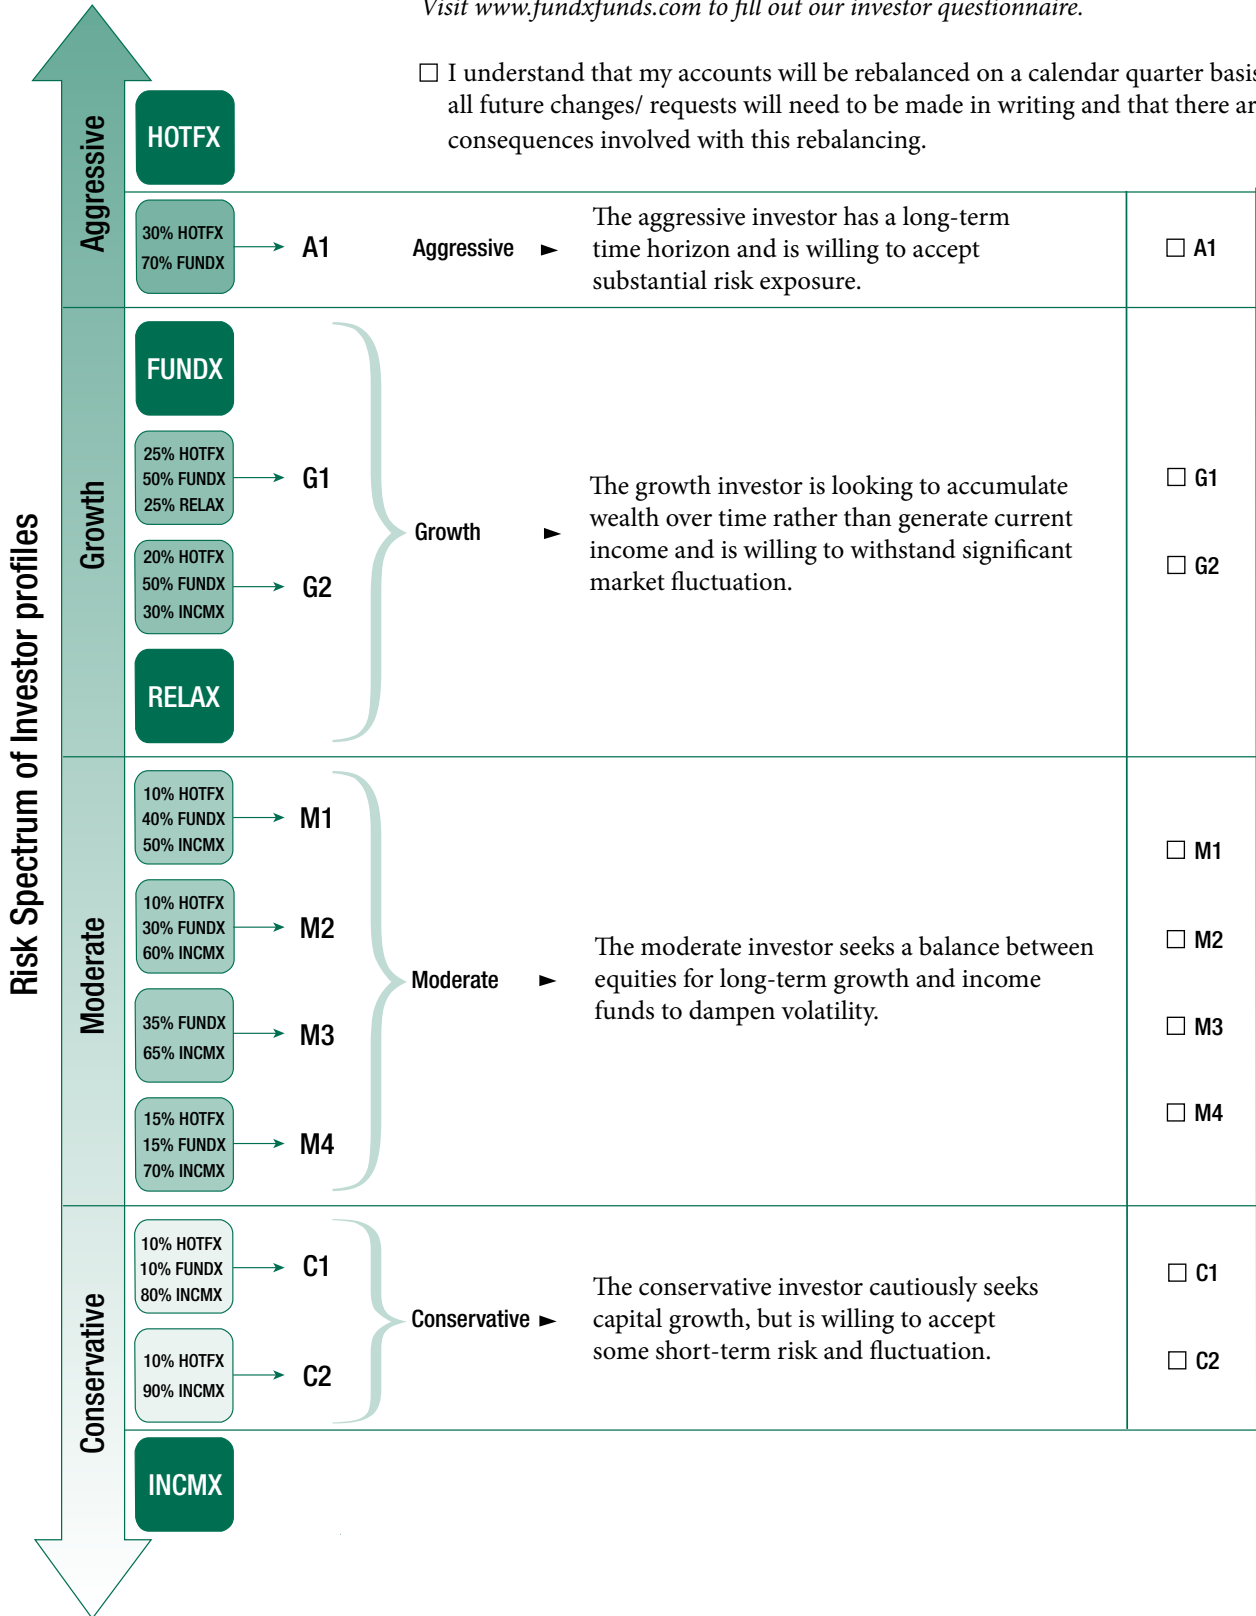 Visit www.fundxfunds.com to fill out our investor questionnaire.
I understand that my accounts will be rebalanced on a calendar quarter basis
all future changes/ requests will need to be made in writing and that there ar
consequences involved with this rebalancing.
Risk Spectrum of Investor profiles
Aggressive
HOTFX
30% HOTFX
70% FUNDX
A1
Aggressive ►
The aggressive investor has a long-term
time horizon and is willing to accept
substantial risk exposure.
A1
Growth
FUNDX
25% HOTFX
50% FUNDX
25% RELAX
G1
20% HOTFX
50% FUNDX
30% INCMX
G2
RELAX
Growth ►
The growth investor is looking to accumulate
wealth over time rather than generate current
income and is willing to withstand significant
market fluctuation.
G1
G2
Moderate
10% HOTFX
40% FUNDX
50% INCMX
M1
10% HOTFX
30% FUNDX
60% INCMX
M2
35% FUNDX
65% INCMX
M3
15% HOTFX
15% FUNDX
70% INCMX
M4
Moderate ►
The moderate investor seeks a balance between
equities for long-term growth and income
funds to dampen volatility.
M1
M2
M3
M4
Conservative
10% HOTFX
10% FUNDX
80% INCMX
C1
10% HOTFX
90% INCMX
C2
Conservative ►
The conservative investor cautiously seeks
capital growth, but is willing to accept
some short-term risk and fluctuation.
C1
C2
INCMX